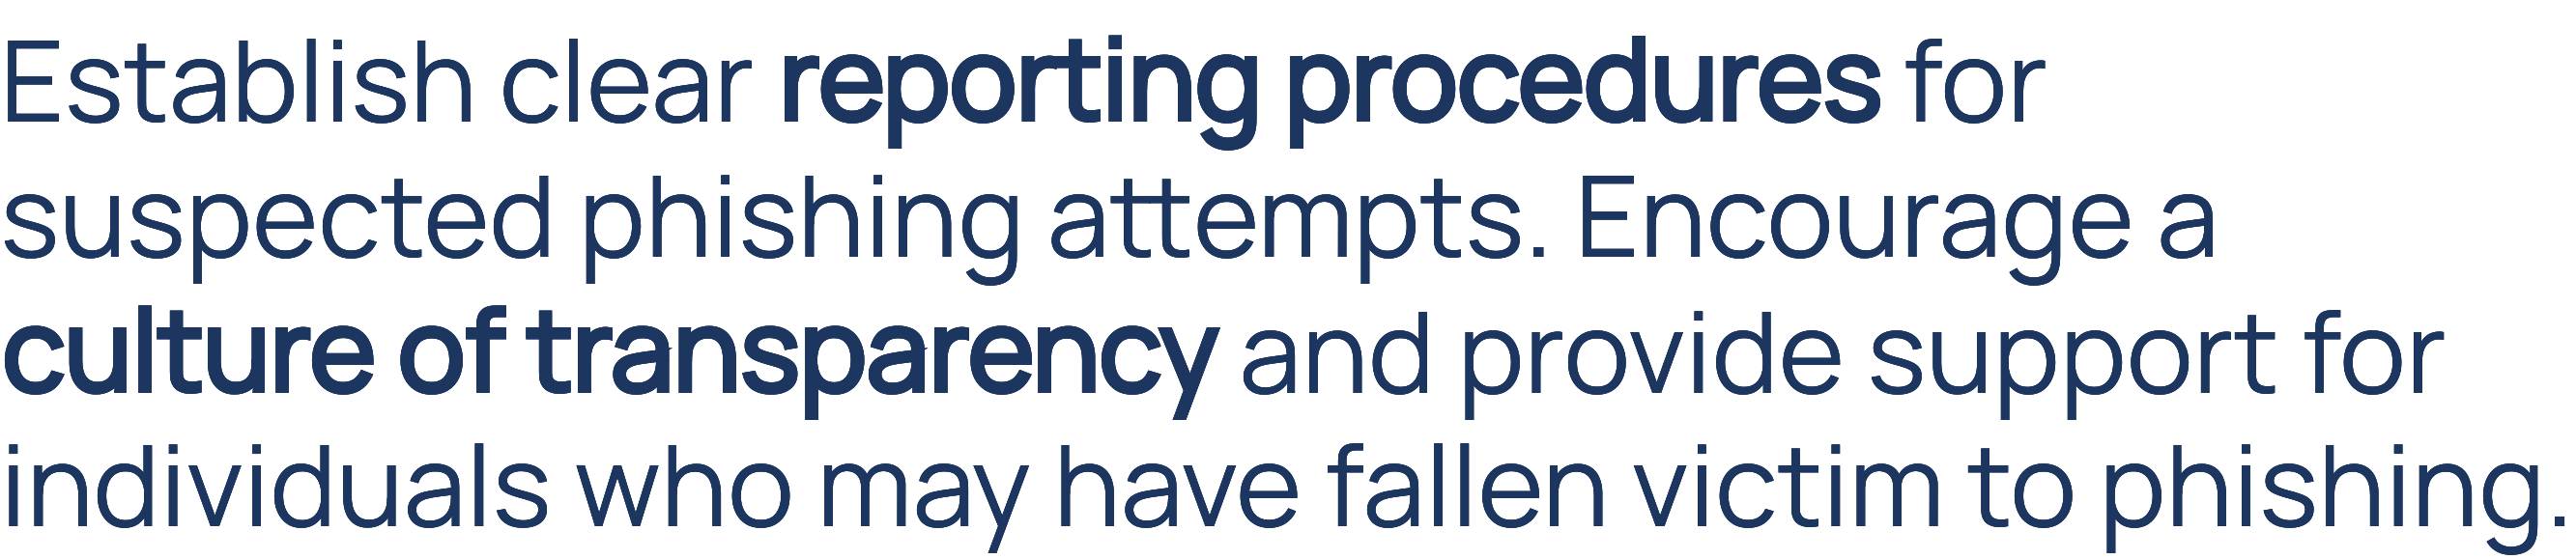 Establish clear reporting procedures for
suspected phishing attempts. Encourage a
culture of transparency and provide support for
individuals who may have fallen victim to phishing.